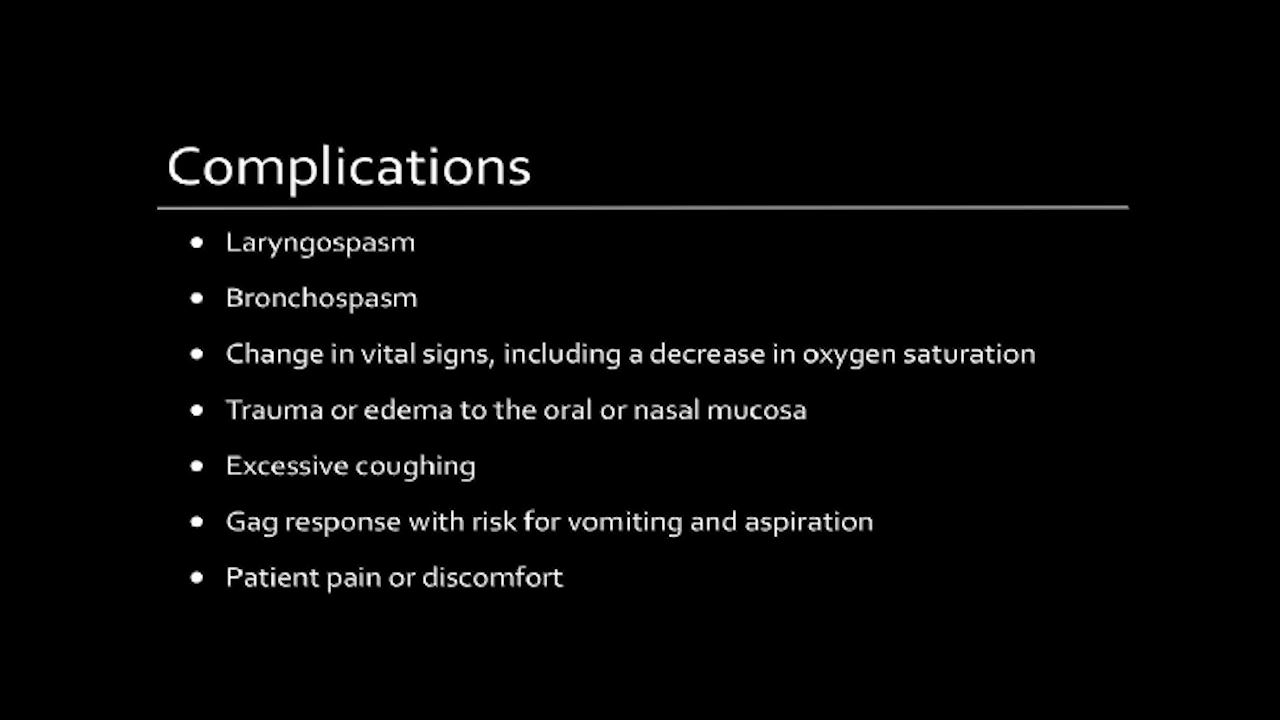 Complications
• Laryngospasm
• Bronchospasm
• Change in vital signs, including a decrease in oxygen saturation
• Trauma or edema to the oral or nasal mucosa
• Excessive coughing
• Gag response with risk for vomiting and aspiration
• Patient pain or discomfort